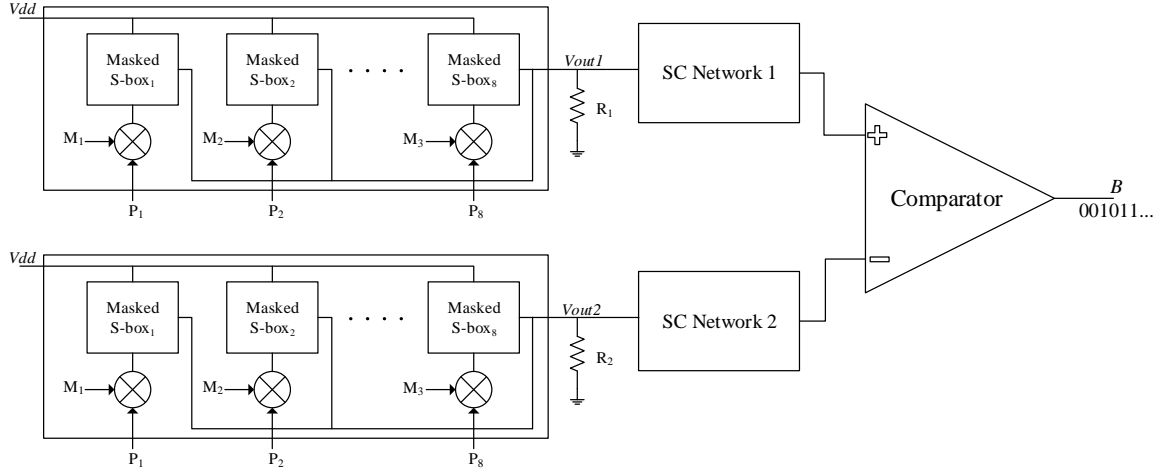 Vdd
Masked
S-box₁
Masked
S-box₂
. . . .
Masked
S-box₈
M₁
M₂
M₃
P₁
P₂
P₈
Vout1
R₁
SC Network 1
Vdd
Masked
S-box₁
Masked
S-box₂
. . . .
Masked
S-box₈
M₁
M₂
M₃
P₁
P₂
P₈
Vout2
R₂
SC Network 2
+
Comparator
−
B
001011...